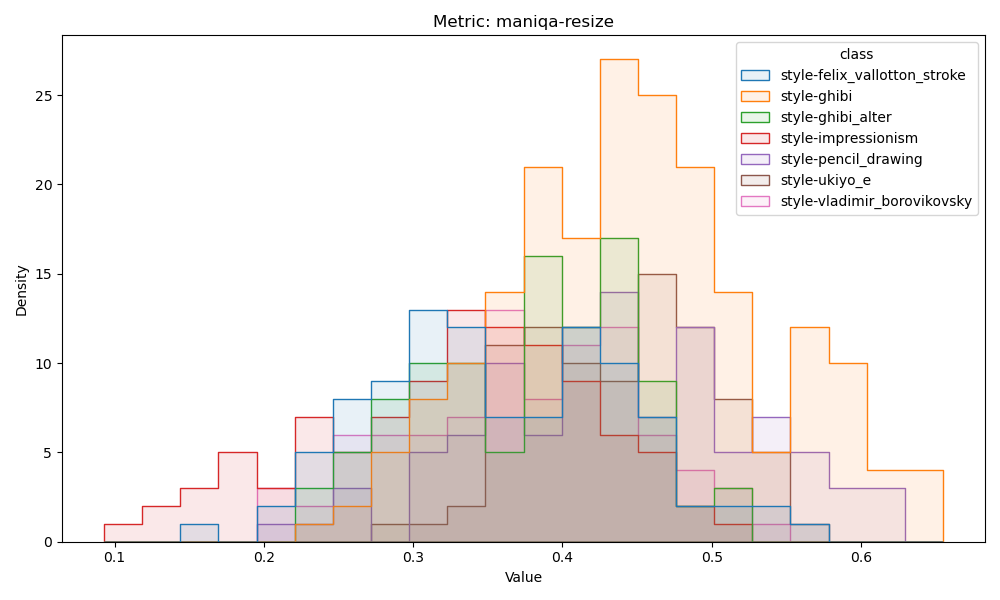 Metric: maniqa-resize
class
style-felix_vallotton_stroke
style-ghibi
style-ghibi_alter
style-impressionism
style-pencil_drawing
style-ukiyo_e
style-vladimir_borovikovsky
Density
25
20
15
10
5
0
0.1 0.2 0.3 0.4 0.5 0.6
Value